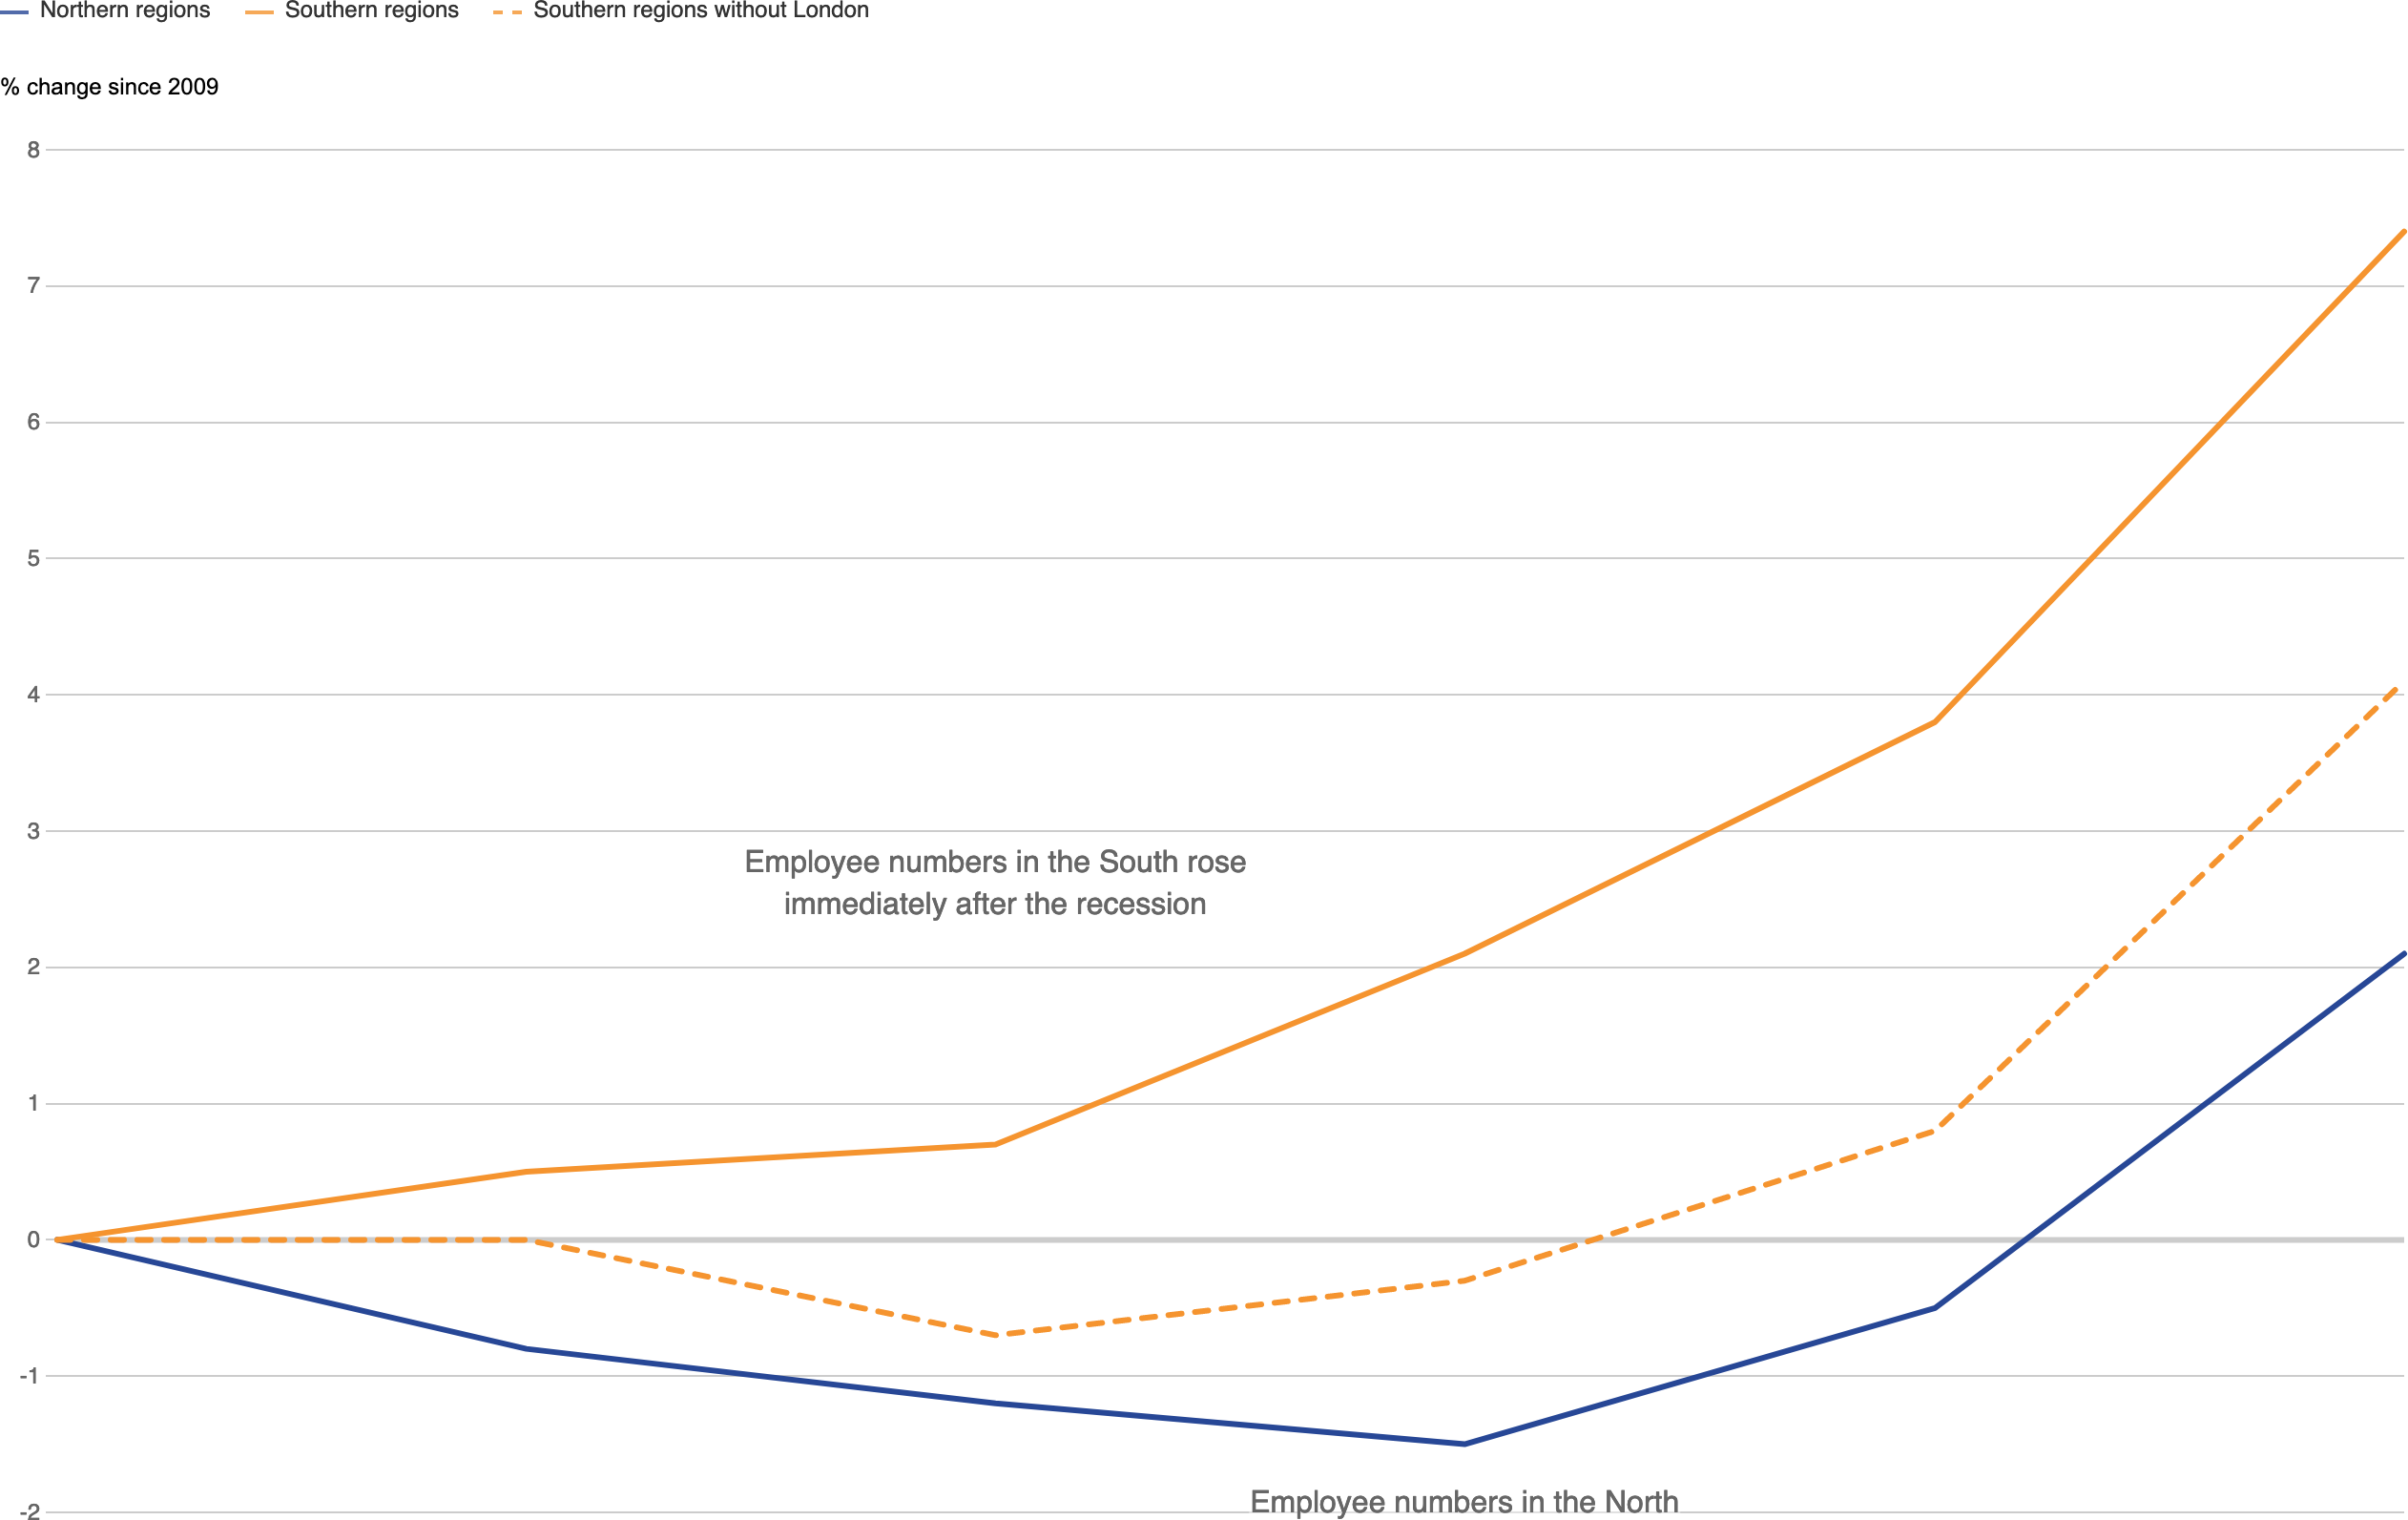 Northern regions Southern regions Southern regions without London
% change since 2009
8
7
6
5
4
3
Employee numbers in the South rose
immediately after the recession
2
1
0
-1
Employee numbers in the North
-2